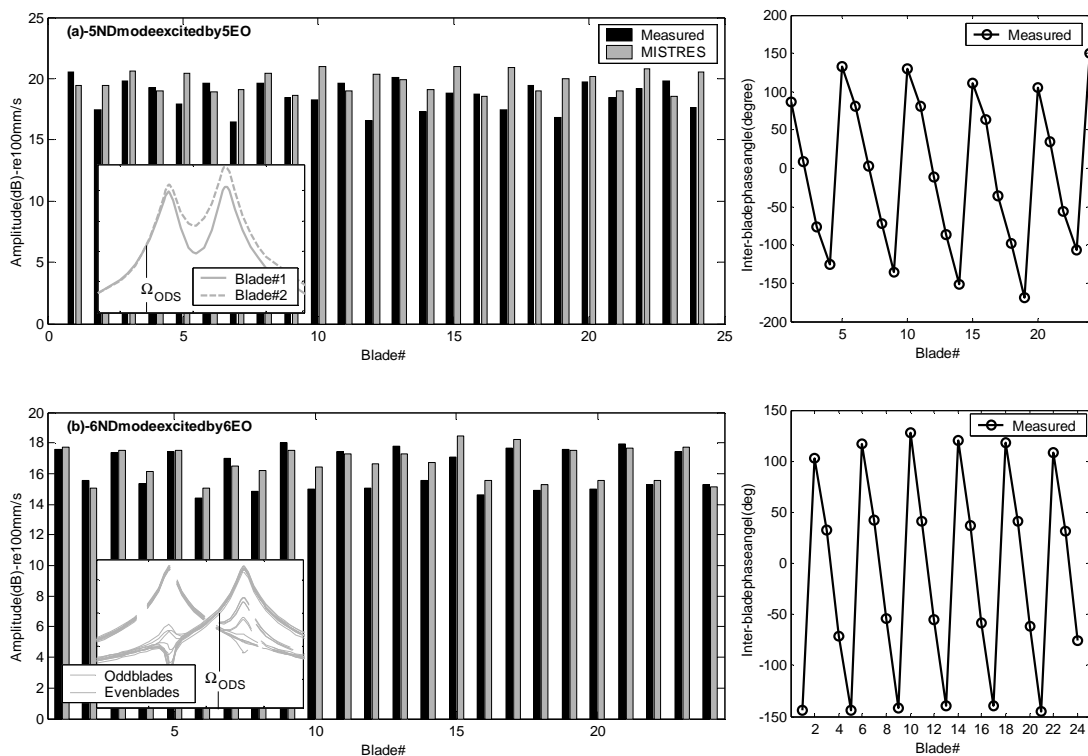 (a)-5NDmodeexcitedby5EO
Measured
MISTRES
Amplitude(dB)-re100mm/s
25
20
15
10
5
0
Blade#1
Blade#2
ΩODS
0 5 10 15 20 25
Blade#
Measured
Inter-bladephaseangle(degree)
200
150
100
50
0
-50
-100
-150
-200
5 10 15 20
Blade#
(b)-6NDmodeexcitedby6EO
Measured
MISTRES
Amplitude(dB)-re100mm/s
20
18
16
14
12
10
8
6
4
2
0
Oddblades
Evenblades
ΩODS
5 10 15 20
Blade#
Measured
Inter-bladephaseangel(deg)
150
100
50
0
-50
-100
-150
2 4 6 8 10 12 14 16 18 20 22 24
Blade#